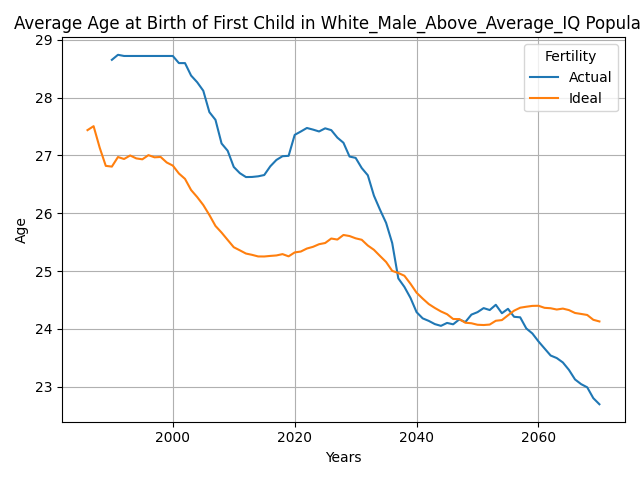 Average Age at Birth of First Child in White_Male_Above_Average_IQ Popula
29
28
27
26
25
24
23
Age
Fertility
Actual
Ideal
2000 2020 2040 2060
Years